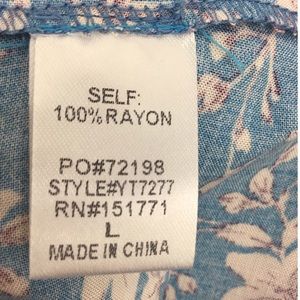 SELF:
100% RAYON
PO#72198
STYLE#YT7277
RN#151771
L
MADE IN CHINA